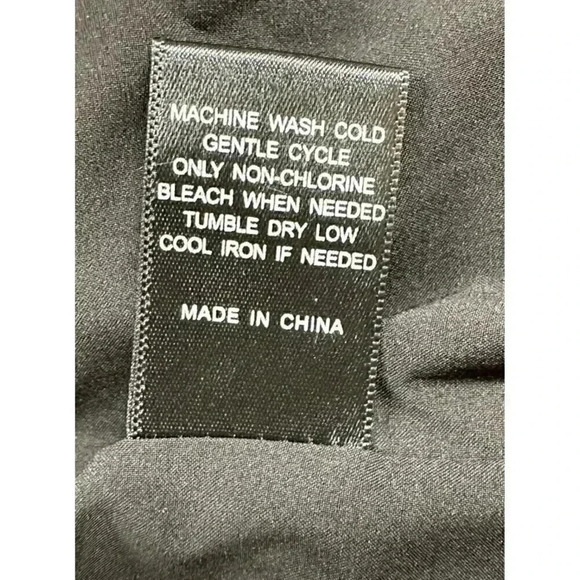 MACHINE WASH COLD
GENTLE CYCLE
ONLY NON-CHLORINE
BLEACH WHEN NEEDED
TUMBLE DRY LOW
COOL IRON IF NEEDED
MADE IN CHINA